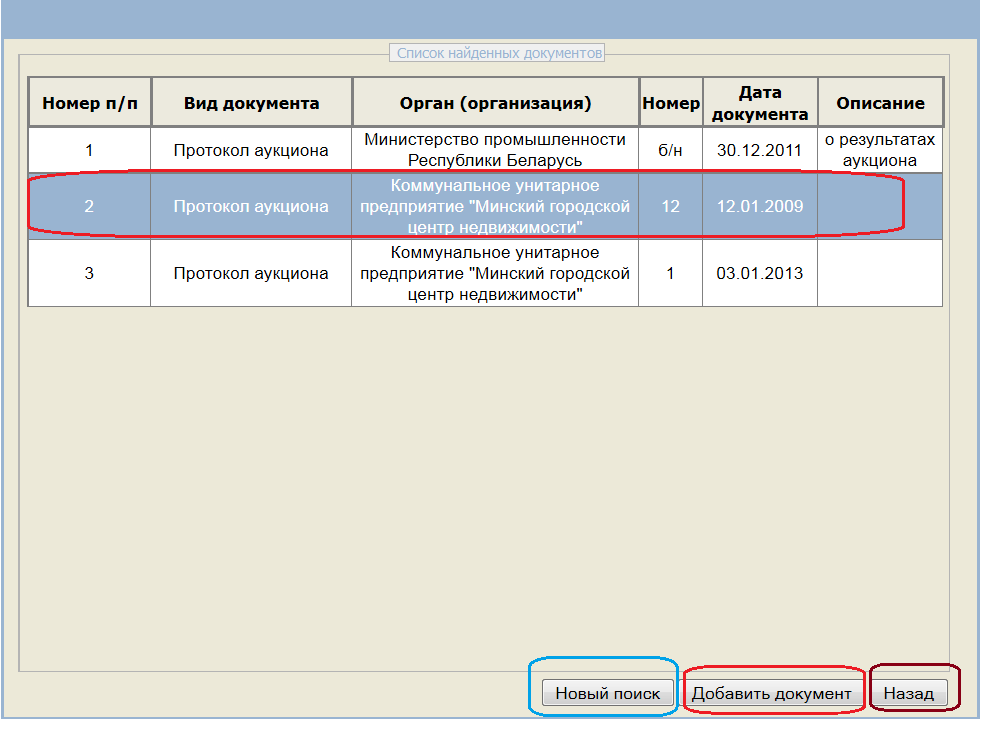 Список найденных документов
Номер п/п Вид документа Орган (организация) Номер Дата документа Описание
1 Протокол аукциона Министерство промышленности Республики Беларусь б/н 30.12.2011 о результатах аукциона
2 Протокол аукциона Коммунальное унитарное предприятие "Минский городской центр недвижимости" 12 12.01.2009
3 Протокол аукциона Коммунальное унитарное предприятие "Минский городской центр недвижимости" 1 03.01.2013
Новый поиск Добавить документ Назад